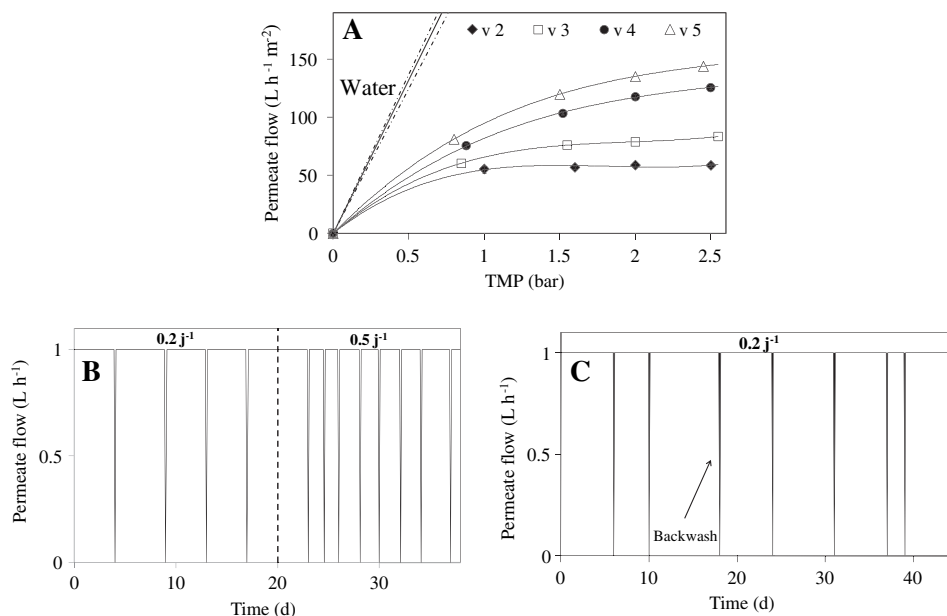 A
v 2 v 3 v 4 v 5
Water
Permeate flow (L h-1 m-2)
150
100
50
0
0 0.5 1 1.5 2 2.5
TMP (bar)
0.2 j-1 0.5 j-1
B
Permeate flow (L h-1)
1
0.5
0
0 10 20 30
Time (d)
0.2 j-1
C
Permeate flow (L h-1)
1
0.5
0
Backwash
0 10 20 30 40
Time (d)